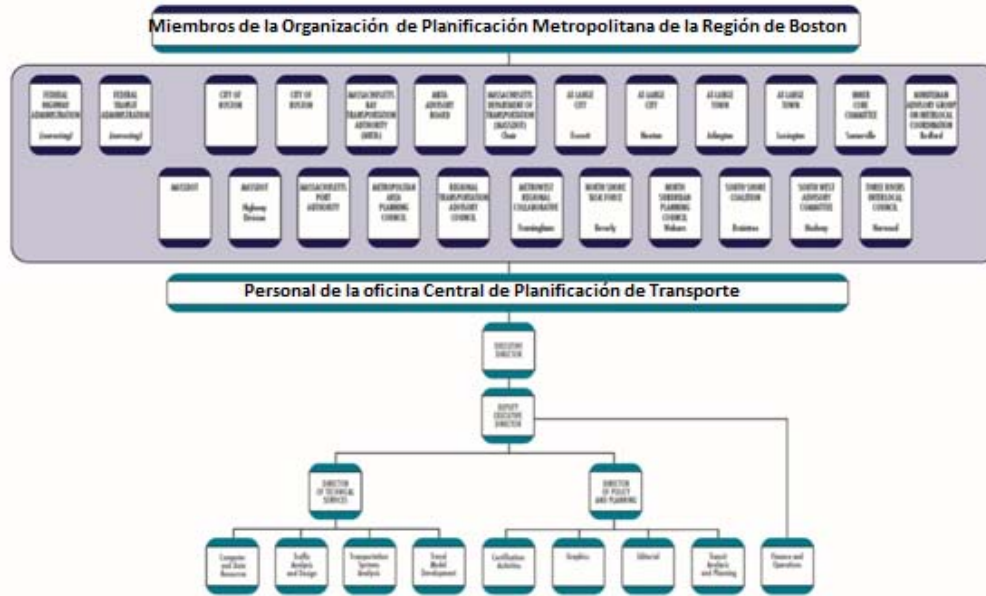 Miembros de la Organización de Planificación Metropolitana de la Región de Boston
FEDERAL
HIGHWAY
ADMINISTRATION
(nonvoting)
FEDERAL
TRANSIT
ADMINISTRATION
(nonvoting)
CITY OF
BOSTON
CITY OF
BOSTON
MASSACHUSETTS
BAY
TRANSPORTATION
AUTHORITY
(MBTA)
MBTA
ADVISORY
BOARD
MASSACHUSETTS
DEPARTMENT OF
TRANSPORTATION
(MASSDOT)
Chair
AT LARGE
CITY
Everett
AT LARGE
CITY
Newton
AT LARGE
TOWN
Arlington
AT LARGE
TOWN
Lexington
INNER
CORE
COMMITTEE
Somerville
MINUTEMAN
ADVISORY GROUP
ON INTERLOCAL
COORDINATION
Bedford
MASSDOT
MASSDOT
Highway
Division
MASSACHUSETTS
PORT
AUTHORITY
METROPOLITAN
AREA
PLANNING
COUNCIL
REGIONAL
TRANSPORTATION
ADVISORY
COUNCIL
METROWEST
REGIONAL
COLLABORATIVE
Framingham
NORTH SHORE
TASK FORCE
Beverly
NORTH
SUBURBAN
PLANNING
COUNCIL
Woburn
SOUTH SHORE
COALITION
Braintree
SOUTH WEST
ADVISORY
COMMITTEE
Medway
THREE RIVERS
INTERLOCAL
COUNCIL
Norwood
Personal de la oficina Central de Planificación de Transporte
EXECUTIVE
DIRECTOR
DEPUTY
EXECUTIVE
DIRECTOR
DIRECTOR
OF TECHNICAL
SERVICES
DIRECTOR
OF POLICY
AND PLANNING
Computer
and Data
Resources
Traffic
Analysis
and Design
Transportation
Systems
Analysis
Travel
Model
Development
Certification
Activities
Graphics
Editorial
Transit
Analysis
and Planning
Finance and
Operations